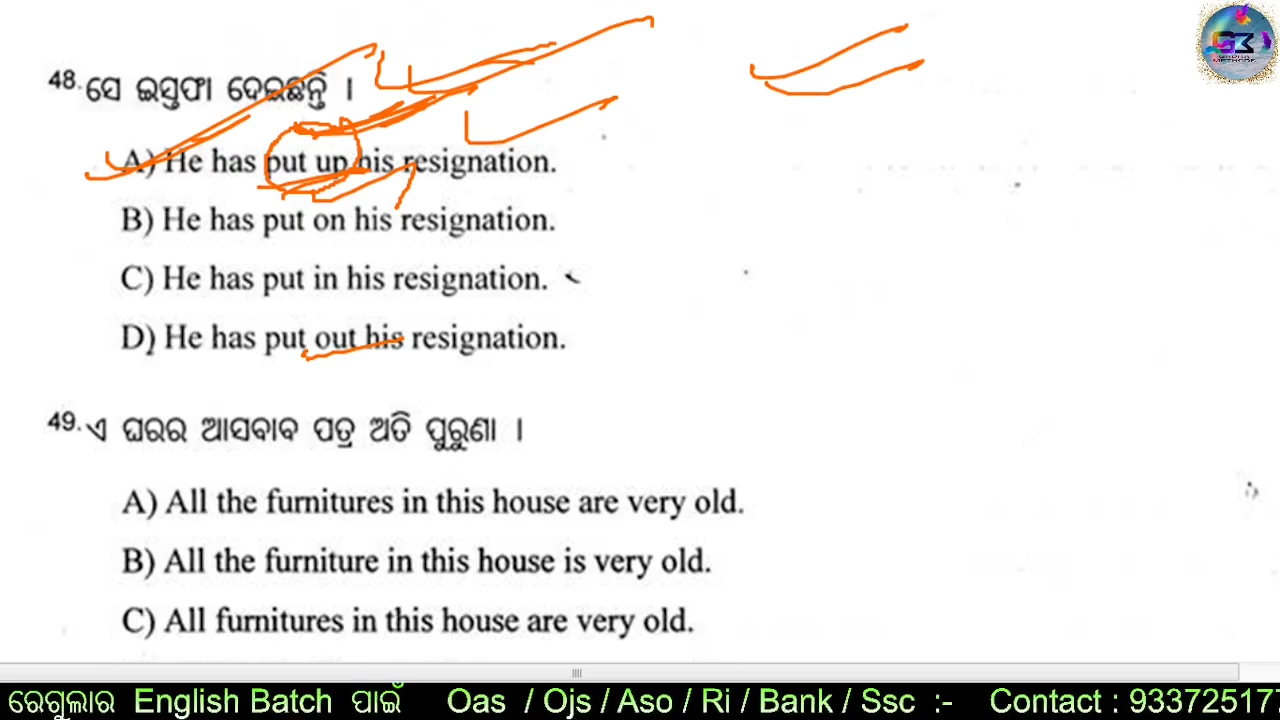 48. ସେ ଇସ୍ତଫା ଦେଇଛନ୍ତି ।
A) He has put up his resignation.
B) He has put on his resignation.
C) He has put in his resignation.
D) He has put out his resignation.
49. ଏ ଘରର ଆସବାବ ପତ୍ର ଅତି ପୁରୁଣା ।
A) All the furnitures in this house are very old.
B) All the furniture in this house is very old.
C) All furnitures in this house are very old.
ରେଗୁଲାର English Batch ପାଇଁ Oas / Ojs / Aso / Ri / Bank / Ssc :- Contact : 933725177